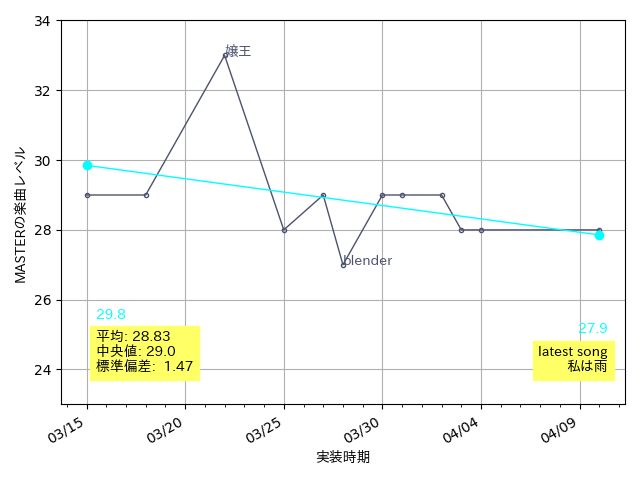 34
32
30
28
26
24
MASTERの楽曲レベル
嬢王
blender
29.8
平均: 28.83
中央値: 29.0
標準偏差: 1.47
27.9
latest song
私は雨
03/15
03/20
03/25
03/30
04/04
04/09
実装時期